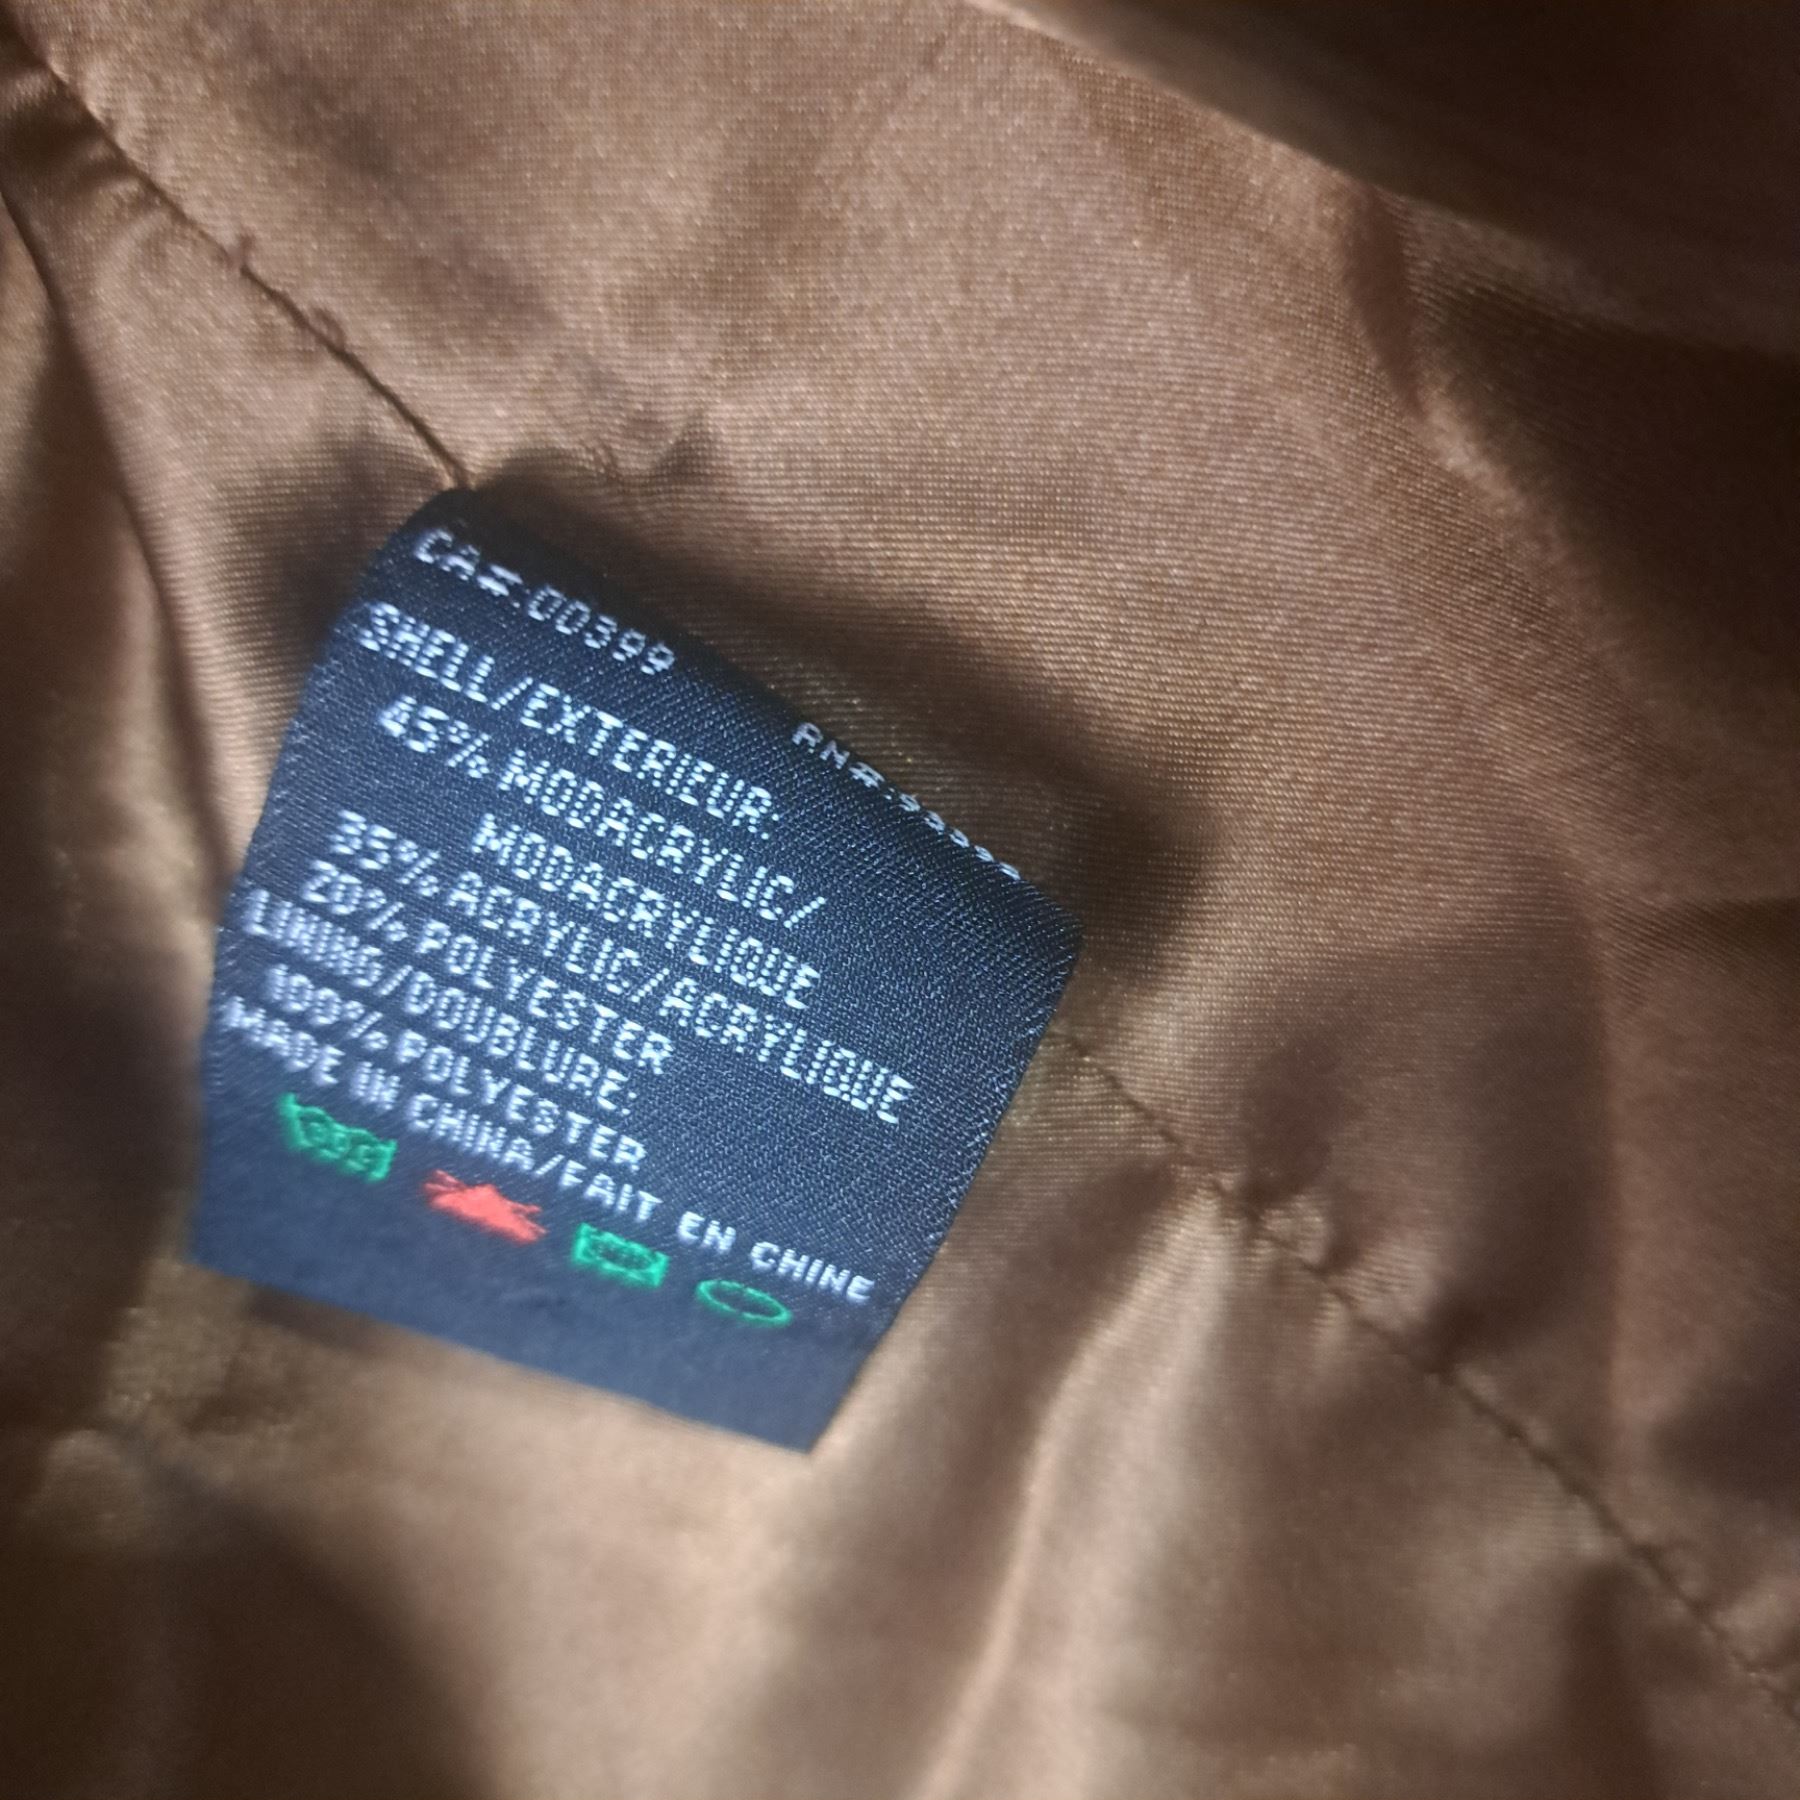 CA#:00399
SHELL/EXTERIEUR:
45% MODACRYLIC/
MODACRYLIQUE
35% ACRYLIC/ACRYLIQUE
20% POLYESTER
LINING/DOUBLURE:
100% POLYESTER
MADE IN CHINA/FAIT EN CHINE